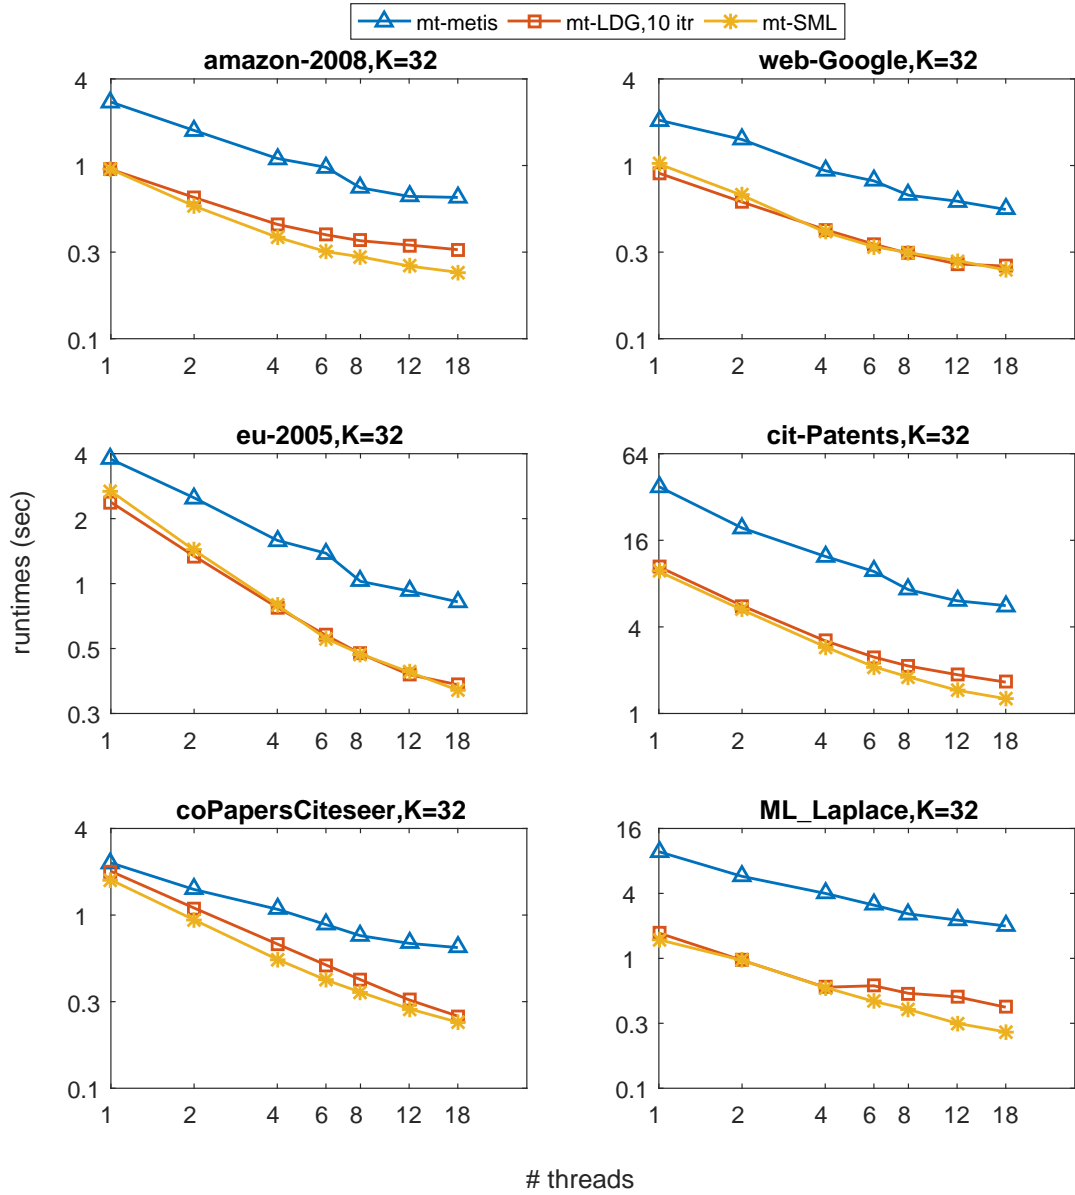 mt-metis mt-LDG,10 itr mt-SML
amazon-2008,K=32
4
1
0.3
0.1
1 2 4 6 8 12 18
web-Google,K=32
4
1
0.3
0.1
1 2 4 6 8 12 18
runtimes (sec)
eu-2005,K=32
4
2
1
0.5
0.3
1 2 4 6 8 12 18
cit-Patents,K=32
64
16
4
1
1 2 4 6 8 12 18
coPapersCiteseer,K=32
4
1
0.3
0.1
1 2 4 6 8 12 18
ML_Laplace,K=32
16
4
1
0.3
0.1
1 2 4 6 8 12 18
# threads